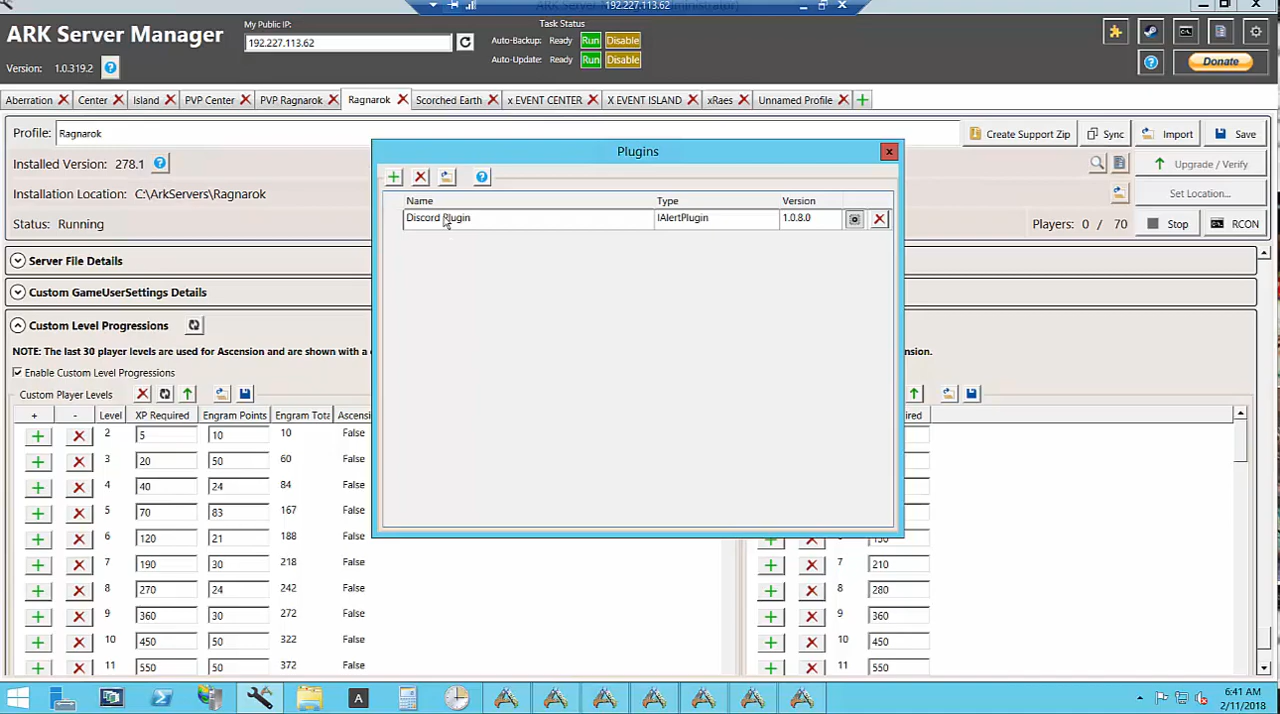 192.227.113.62
ARK Server Manager
My Public IP:
Task Status
192.227.113.62
Auto-Backup: Ready Run Disable
Auto-Update: Ready Run Disable
Version: 1.0.319.2
Donate
Aberration Center Island PVP Center PVP Ragnarok Ragnarok Scorched Earth x EVENT CENTER X EVENT ISLAND xRaes Unnamed Profile
Profile: Ragnarok
Create Support Zip Sync Import Save
Installed Version: 278.1
Upgrade / Verify
Installation Location: C:\ArkServers\Ragnarok
Set Location...
Status: Running
Players: 0 / 70 Stop RCON
Plugins
Name Type Version
Discord Plugin IAlertPlugin 1.0.8.0
Server File Details
Custom GameUserSettings Details
Custom Level Progressions
NOTE: The last 30 player levels are used for Ascension and are shown with a
Enable Custom Level Progressions
Custom Player Levels
+ - Level XP Required Engram Points Engram Tota
2 5 10 10 False
3 20 50 60 False
4 40 24 84 False
5 70 83 167 False
6 120 21 188 False
7 190 30 218 False 7 210
8 270 24 242 False 8 280
9 360 30 272 False 9 360
10 450 50 322 False 10 450
11 550 50 372 False 11 550
6:41 AM
2/11/2018